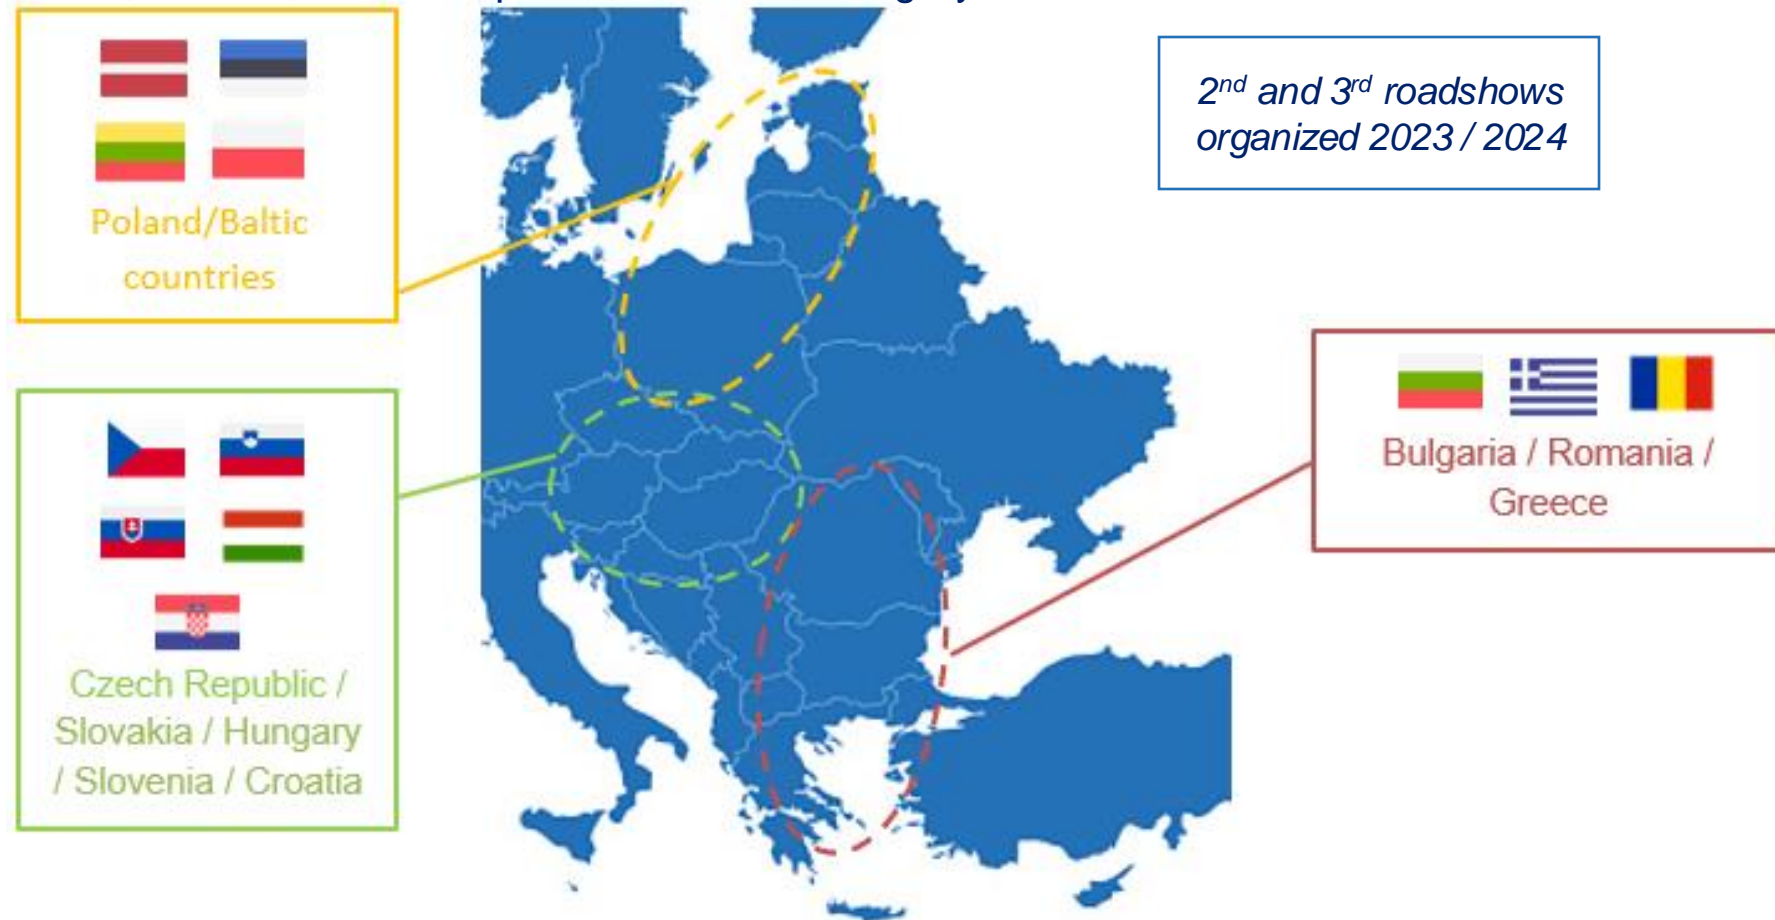 2nd and 3rd roadshows
organized 2023 / 2024
Poland/Baltic
countries
Bulgaria / Romania /
Greece
Czech Republic /
Slovakia / Hungary
/ Slovenia / Croatia